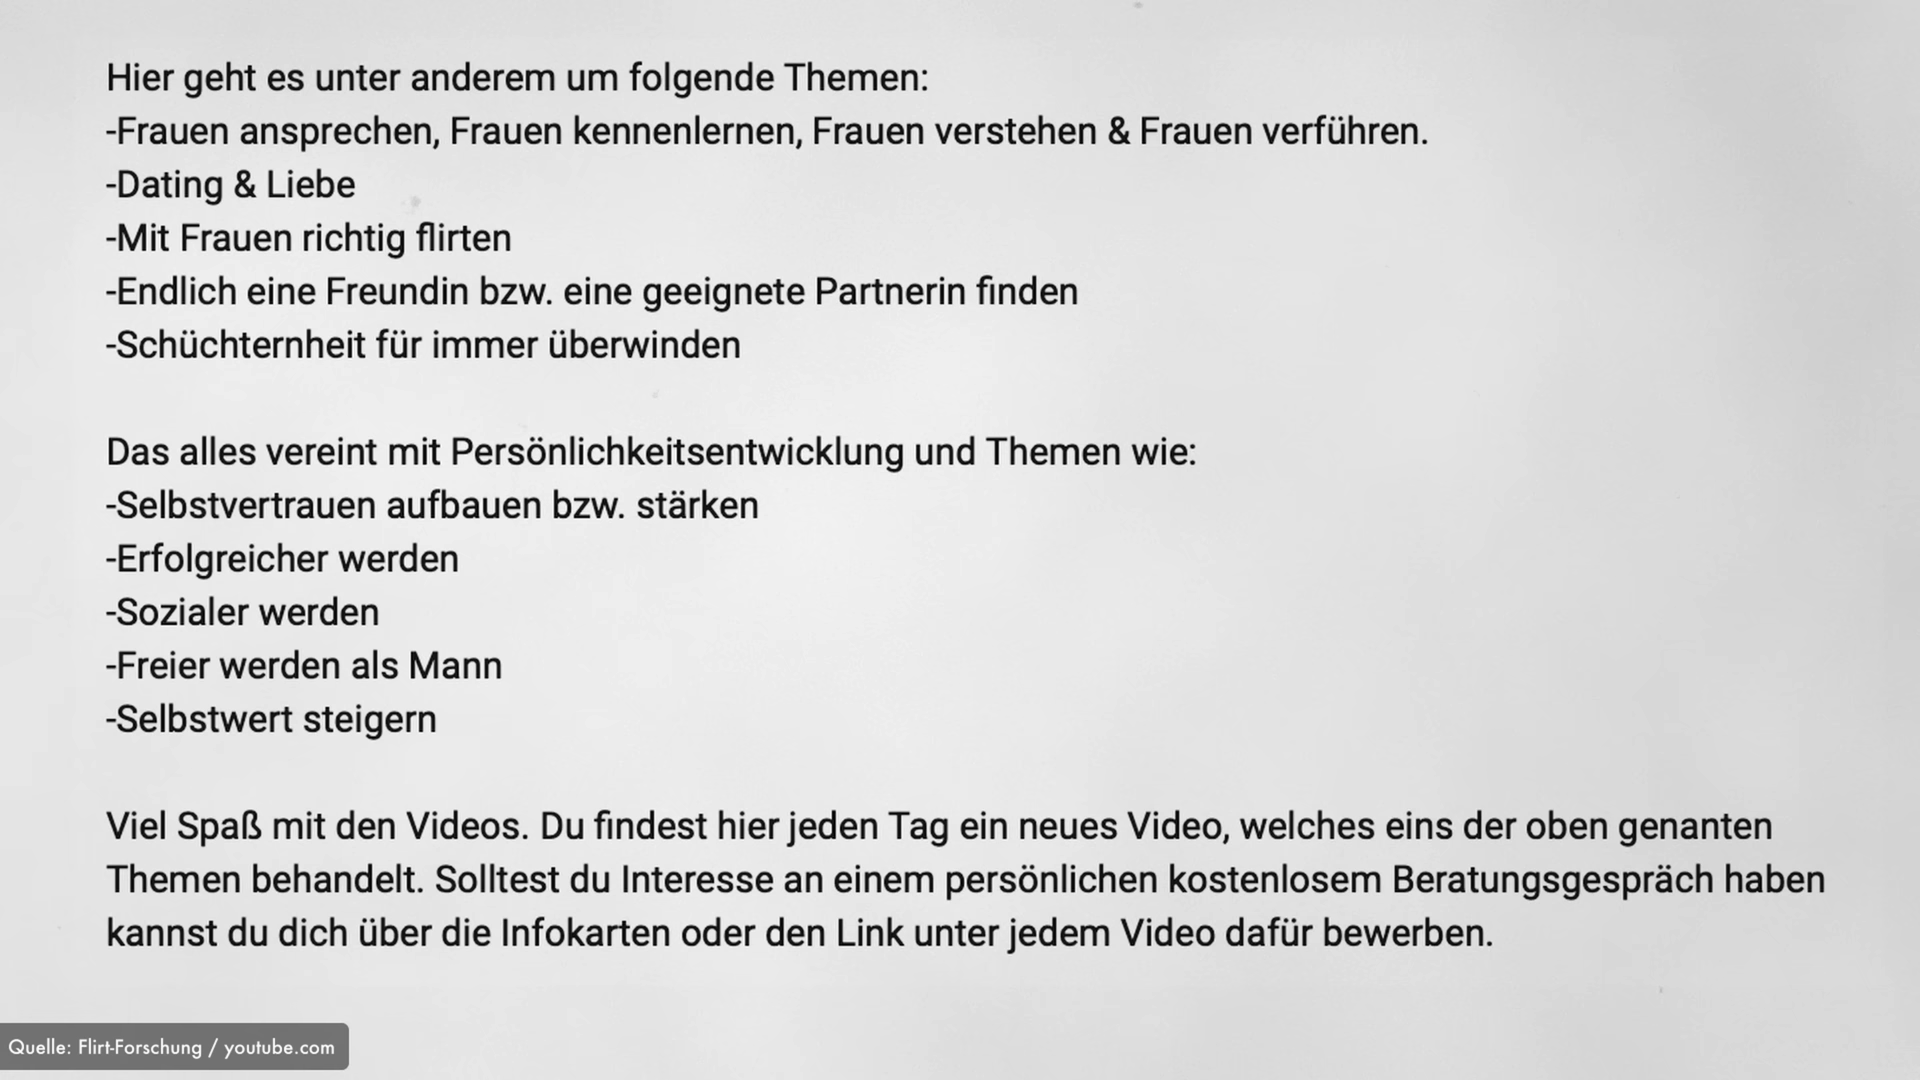 Hier geht es unter anderem um folgende Themen:
-Frauen ansprechen, Frauen kennenlernen, Frauen verstehen & Frauen verführen.
-Dating & Liebe
-Mit Frauen richtig flirten
-Endlich eine Freundin bzw. eine geeignete Partnerin finden
-Schüchternheit für immer überwinden
Das alles vereint mit Persönlichkeitsentwicklung und Themen wie:
-Selbstvertrauen aufbauen bzw. stärken
-Erfolgreicher werden
-Sozialer werden
-Freier werden als Mann
-Selbstwert steigern
Viel Spaß mit den Videos. Du findest hier jeden Tag ein neues Video, welches eins der oben genanten
Themen behandelt. Solltest du Interesse an einem persönlichen kostenlosem Beratungsgespräch haben
kannst du dich über die Infokarten oder den Link unter jedem Video dafür bewerben.
Quelle: Flirt-Forschung / youtube.com